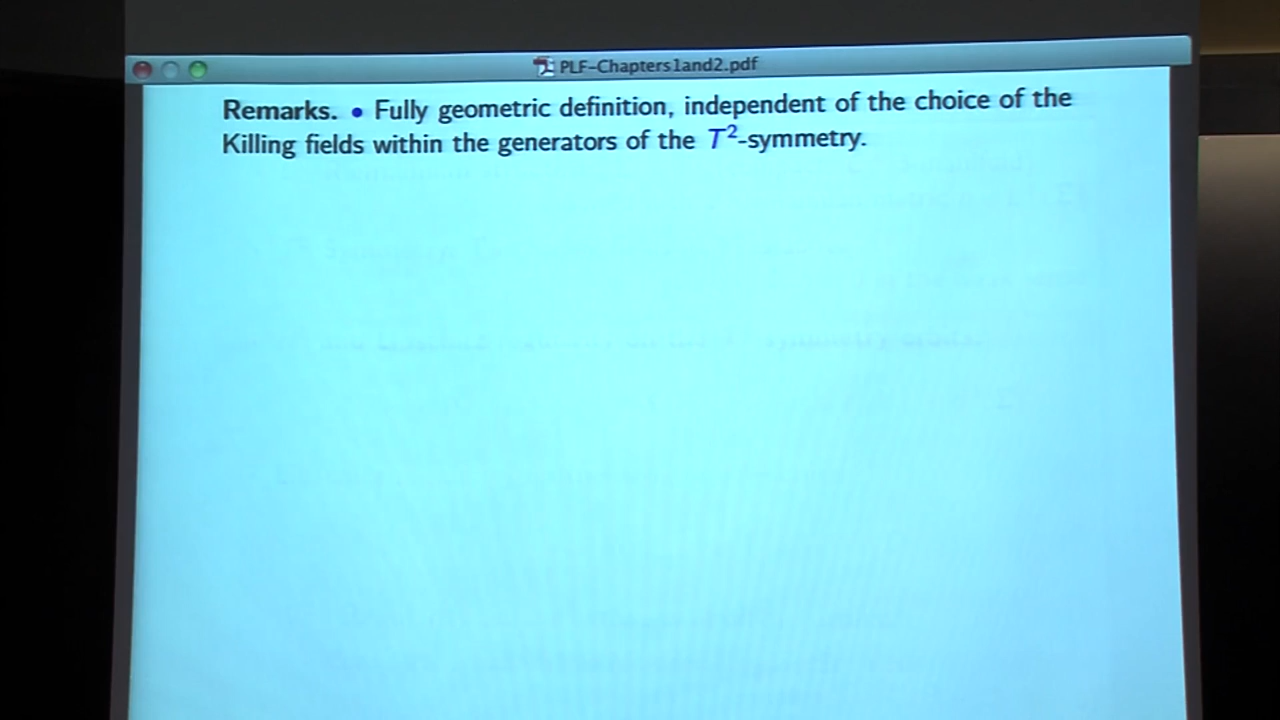 PLF-Chapters1and2.pdf
Remarks. • Fully geometric definition, independent of the choice of the
Killing fields within the generators of the T²-symmetry.